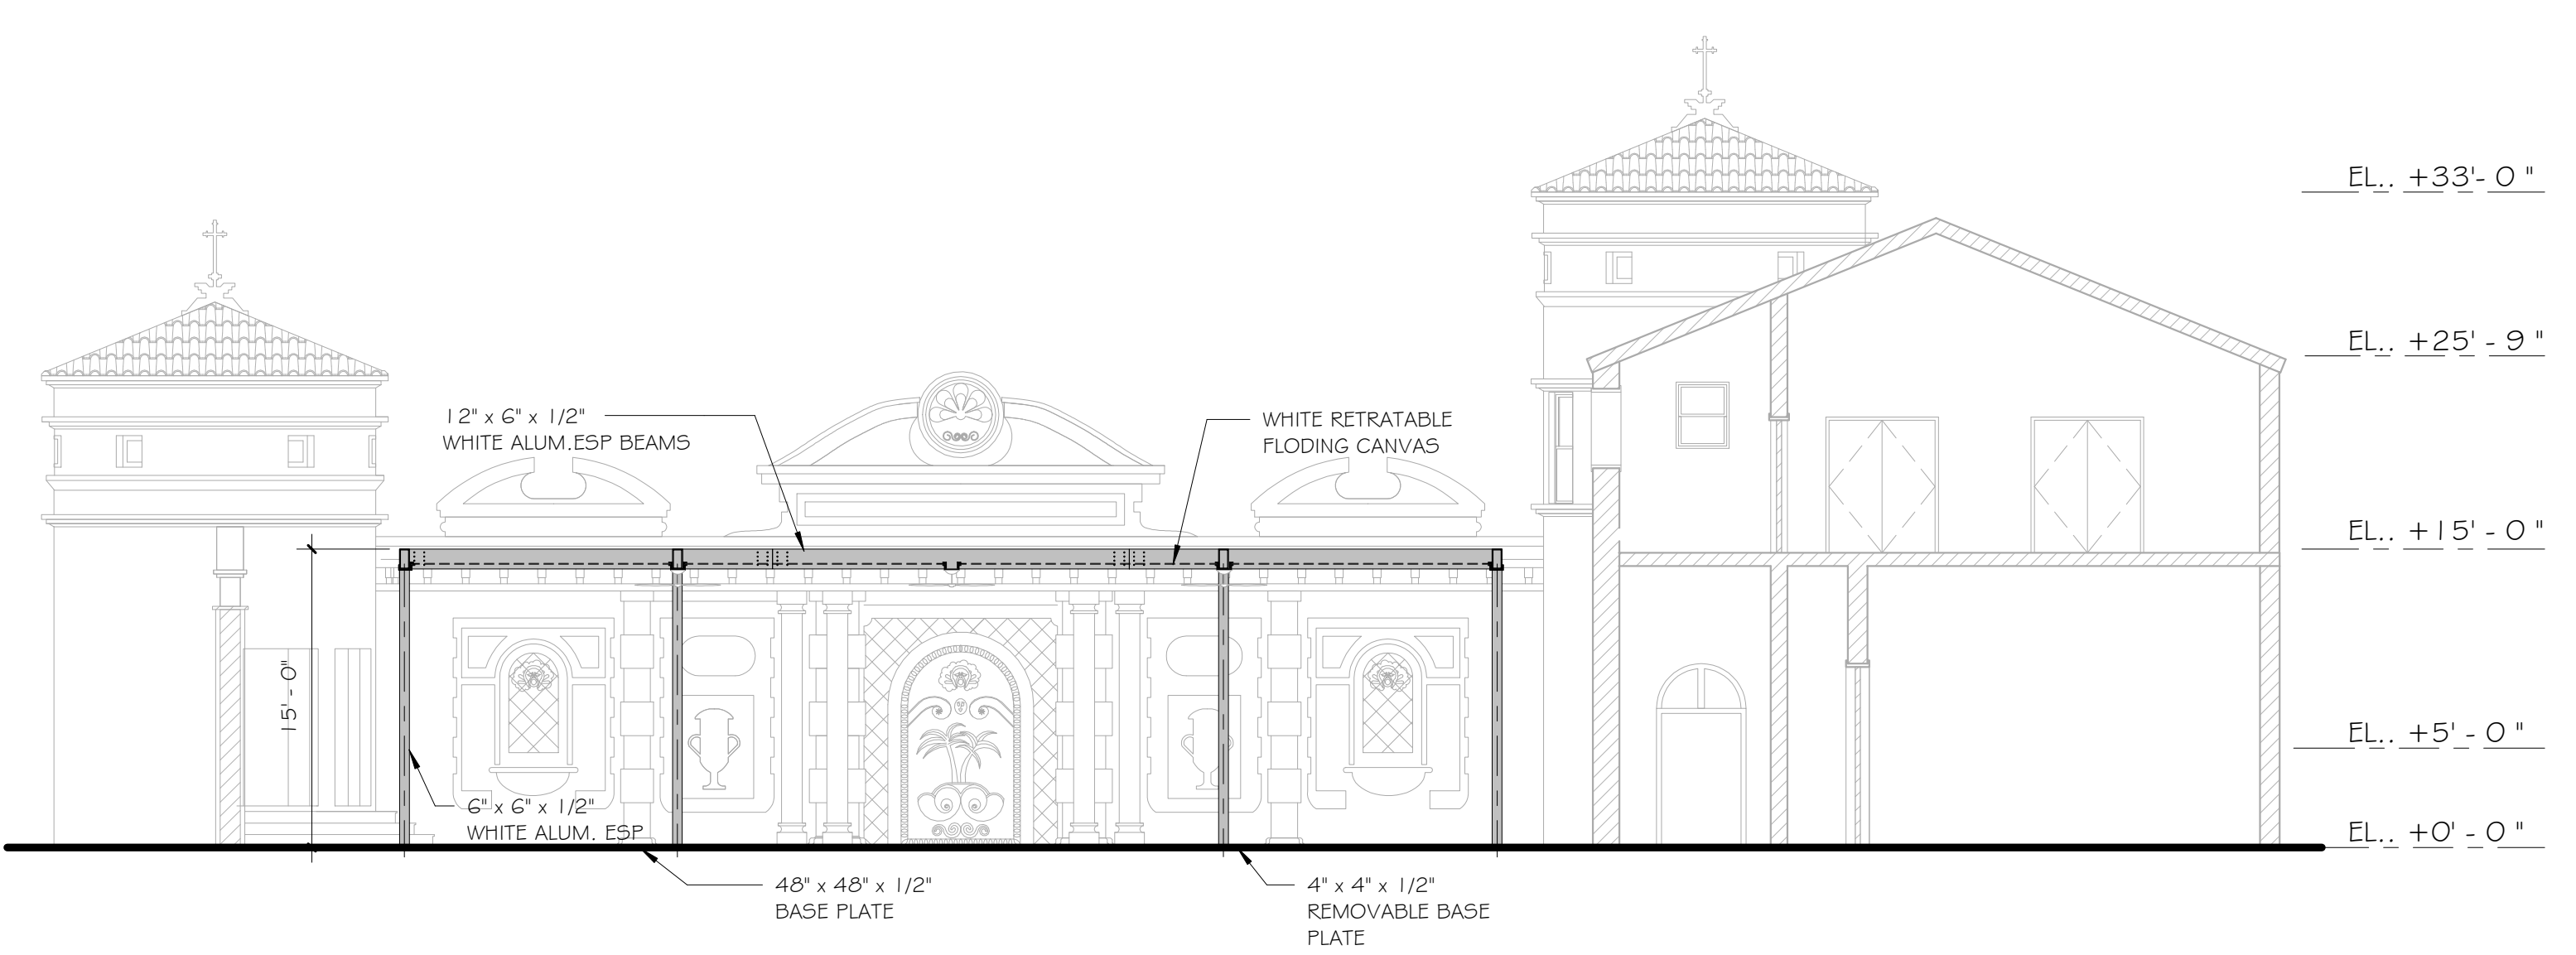 EL.. +33'- 0 "
EL.. +25' - 9 "
12" x 6" x 1/2"
WHITE ALUM.ESP BEAMS
WHITE RETRATABLE
FLODING CANVAS
EL.. +15' - 0 "
15' - 0"
EL.. +5' - 0 "
6" x 6" x 1/2"
WHITE ALUM. ESP
EL.. +0' - 0 "
48" x 48" x 1/2"
BASE PLATE
4" x 4" x 1/2"
REMOVABLE BASE
PLATE